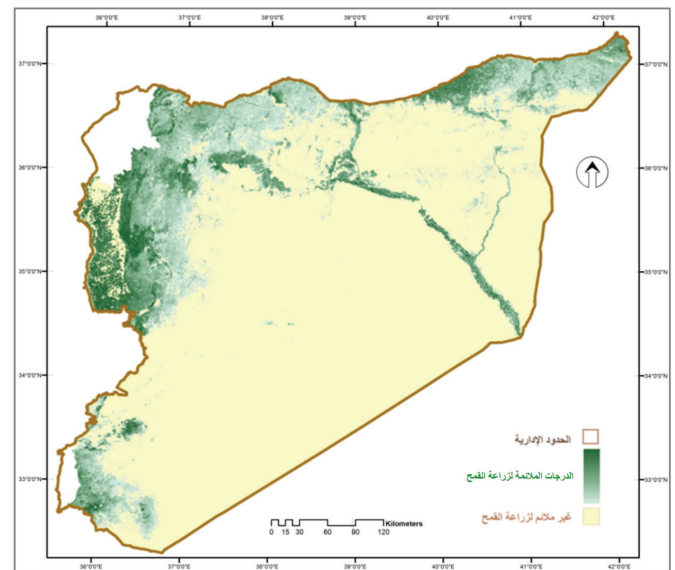 36°0'0"E 37°0'0"E 38°0'0"E 39°0'0"E 40°0'0"E 41°0'0"E 42°0'0"E
37°0'0"N 37°0'0"N
36°0'0"N 36°0'0"N
35°0'0"N 35°0'0"N
34°0'0"N 34°0'0"N
الحدود الإدارية
33°0'0"N الدرجات الملائمة لزراعة القمح 33°0'0"N
غير ملائم لزراعة القمح
Kilometers
0 15 30 60 90 120
36°0'0"E 37°0'0"E 38°0'0"E 39°0'0"E 40°0'0"E 41°0'0"E 42°0'0"E